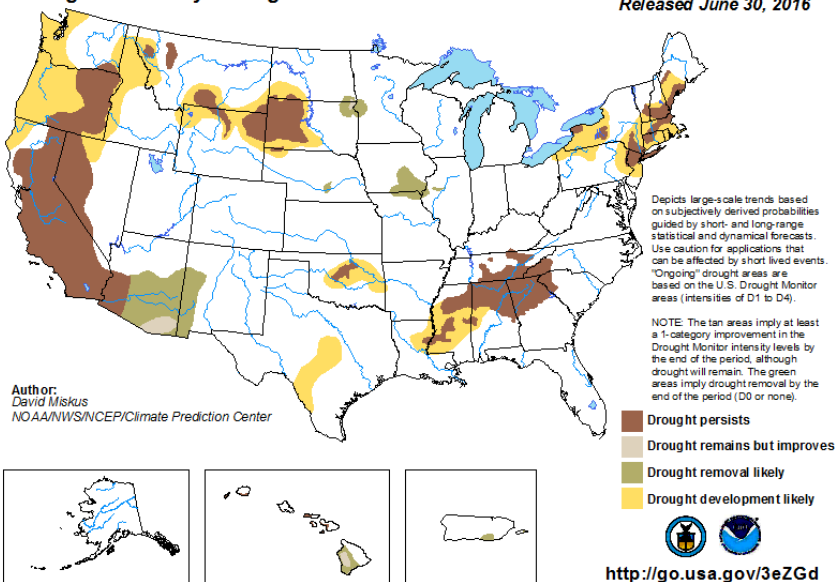 Released June 30, 2016
Depicts large-scale trends based
on subjectively derived probabilities
guided by short- and long-range
statistical and dynamical forecasts.
Use caution for applications that
can be affected by short lived events.
"Ongoing" drought areas are
based on the U.S. Drought Monitor
areas (intensities of D1 to D4).
NOTE: The tan areas imply at least
a 1-category improvement in the
Drought Monitor intensity levels by
the end of the period, although
drought will remain. The green
areas imply drought removal by the
end of the period (D0 or none).
Author:
David Miskus
NOAA/NWS/NCEP/Climate Prediction Center
Drought persists
Drought remains but improves
Drought removal likely
Drought development likely
http://go.usa.gov/3eZGd